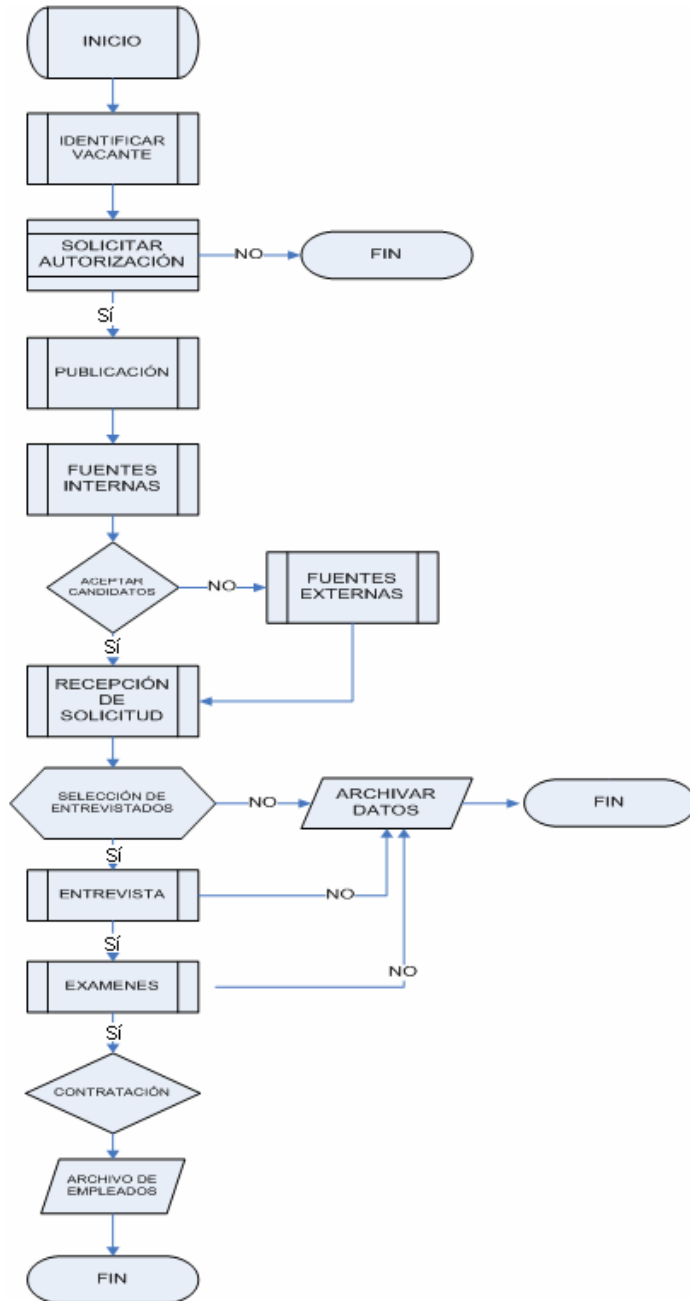 INICIO
IDENTIFICAR
VACANTE
SOLICITAR
AUTORIZACIÓN
NO
FIN
Sí
PUBLICACIÓN
FUENTES
INTERNAS
ACEPTAR
CANDIDATOS
NO
FUENTES
EXTERNAS
Sí
RECEPCIÓN
DE
SOLICITUD
SELECCIÓN DE
ENTREVISTADOS
NO
ARCHIVAR
DATOS
FIN
Sí
ENTREVISTA
NO
Sí
EXAMENES
NO
Sí
CONTRATACIÓN
ARCHIVO DE
EMPLEADOS
FIN